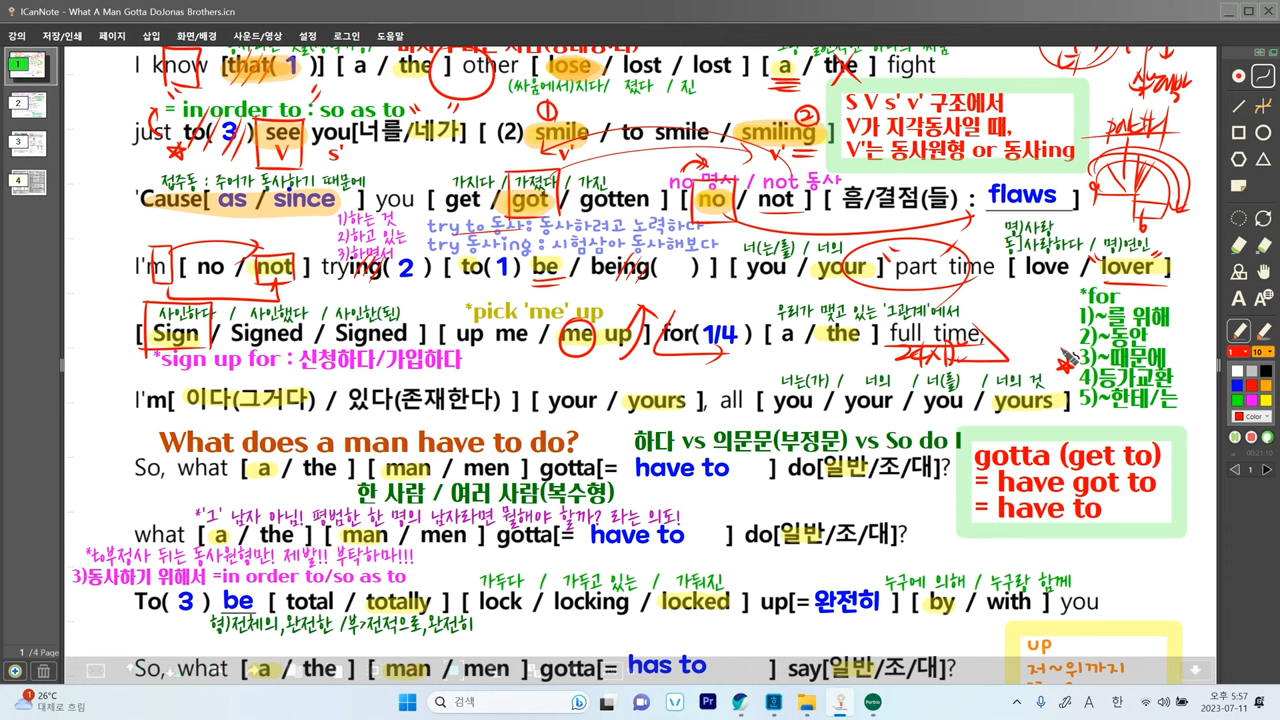 ICanNote - What A Man Gotta DoJonas Brothers.icn
강의 저장/인쇄 페이지 삽입 화면/배경 사운드/영상 설정 로그인 도움말
I know [that( 1 )] [ a / the ] other [ lose / lost / lost ] [ a / the ] fight
(싸움에서)지다/ 졌다 / 진
= in order to : so as to
just to( 3 ) see you[너를/네가] [ (2) smile / to smile / smiling ]
V s' v' v'
① ②
S V s' v' 구조에서
V가 지각동사일 때,
V'는 동사원형 or 동사ing
접주동 : 주어가 동사하기 때문에
가지다 / 가졌다 / 가진
no 명사 / not 동사
'Cause[ as / since ] you [ get / got / gotten ] [ no / not ] [ 흠/결점(들) : flaws ]
1)하는 것
2)하고 있는
3)하면서
try to 동사: 동사하려고 노력하다
try 동사ing : 시험삼아 동사해보다
너(는/를) / 너의
명)사랑
동)사랑하다 / 명)연인
I'm [ no / not ] trying( 2 ) [ to( 1 ) be / being( ) ] [ you / your ] part time [ love / lover ]
사인하다 / 사인했다 / 사인한(된)
*pick 'me' up
우리가 맺고 있는 '그관계'에서
[ Sign / Signed / Signed ] [ up me / me up ] for( 1/4 ) [ a / the ] full time,
*sign up for : 신청하다/가입하다
*for
1)~를 위해
2)~동안
3)~때문에
4)등가교환
5)~한테/는
너는(가) / 너의 / 너(를) / 너의 것
I'm[ 이다(그거다) / 있다(존재한다) ] [ your / yours ], all [ you / your / you / yours ]
What does a man have to do?
하다 vs 의문문(부정문) vs So do I
So, what [ a / the ] [ man / men ] gotta[= have to ] do[일반/조/대]?
한 사람 / 여러 사람(복수형)
gotta (get to)
= have got to
= have to
*'그' 남자 아님! 평범한 한 명의 남자라면 뭘해야 할까? 라는 의도!
what [ a / the ] [ man / men ] gotta[= have to ] do[일반/조/대]?
*to부정사 뒤는 동사원형만! 제발!! 부탁하마!!!
3)동사하기 위해서 =in order to/so as to
가두다 / 가두고 있는 / 가둬진
누구에 의해 / 누구랑 함께
To( 3 ) be [ total / totally ] [ lock / locking / locked ] up[= 완전히 ] [ by / with ] you
형)전체의,완전한 /부>전적으로,완전히
So, what [ a / the ] [ man / men ] gotta[= has to ] say[일반/조/대]?
up
저~위까지
1
2
3
4
1 10
Color
00:21:10
1
1 /4 Page
26°C
대체로 흐림
검색
오후 5:57
2023-07-11